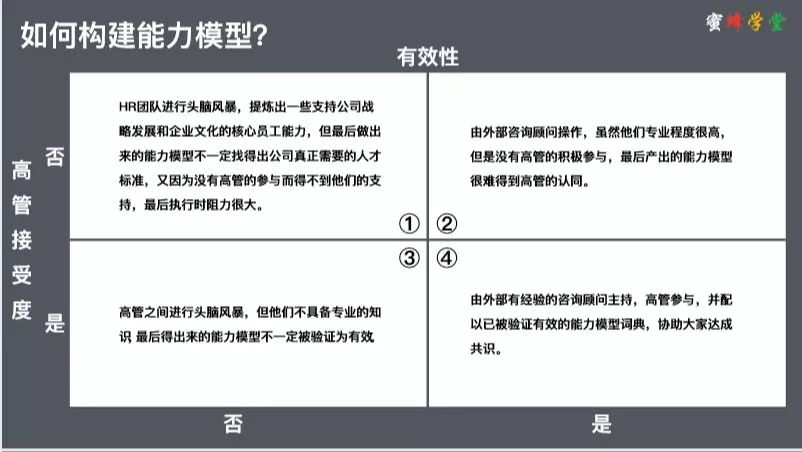 如何构建能力模型?
蜜蜂学堂
有效性
HR团队进行头脑风暴，提炼出一些支持公司战
略发展和企业文化的核心员工能力，但最后做出
来的能力模型不一定找得出公司真正需要的人才
标准，又因为没有高管的参与而得不到他们的支
持，最后执行时阻力很大。
①
由外部咨询顾问操作，虽然他们专业程度很高，
但是没有高管的积极参与，最后产出的能力模型
很难得到高管的认同。
②
高管接受度
否
是
③
高管之间进行头脑风暴，但他们不具备专业的知
识,最后得出来的能力模型不一定被验证为有效
④
由外部有经验的咨询顾问主持，高管参与，并配
以已被验证有效的能力模型词典，协助大家达成
共识。
否
是